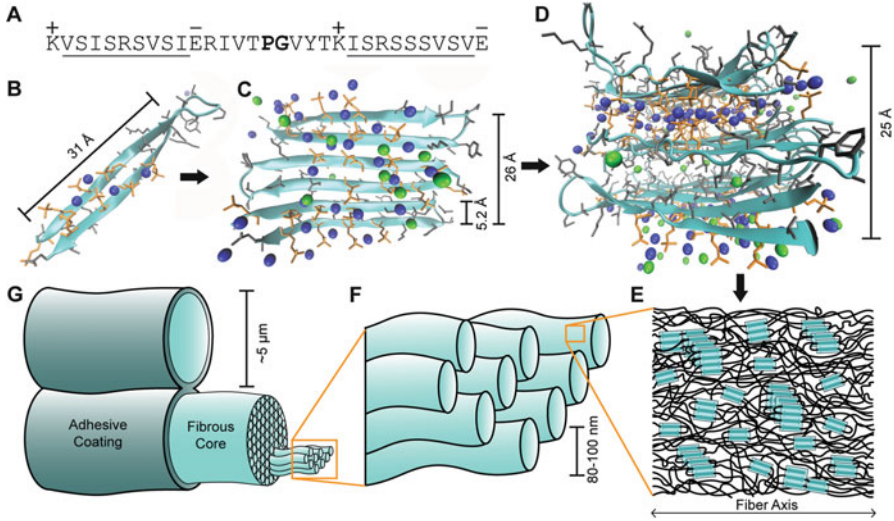 A
+ − + −
KVSISRSVSIERIVTPGVYTKISRSSSVSVE
B
31 Å
C
26 Å
5.2 Å
D
25 Å
G
~5 μm
Adhesive
Coating
Fibrous
Core
F
80-100 nm
E
Fiber Axis